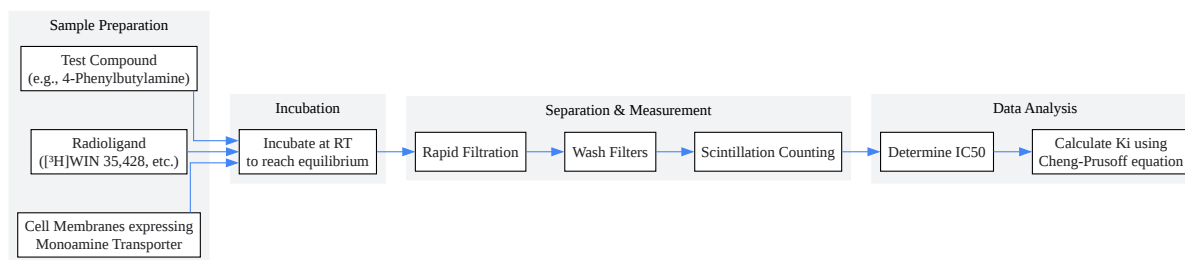 Sample Preparation
Test Compound
(e.g., 4-Phenylbutylamine)
Radioligand
([³H]WIN 35,428, etc.)
Cell Membranes expressing
Monoamine Transporter
Incubation
Incubate at RT
to reach equilibrium
Separation & Measurement
Rapid Filtration
Wash Filters
Scintillation Counting
Data Analysis
Determine IC50
Calculate Ki using
Cheng-Prusoff equation